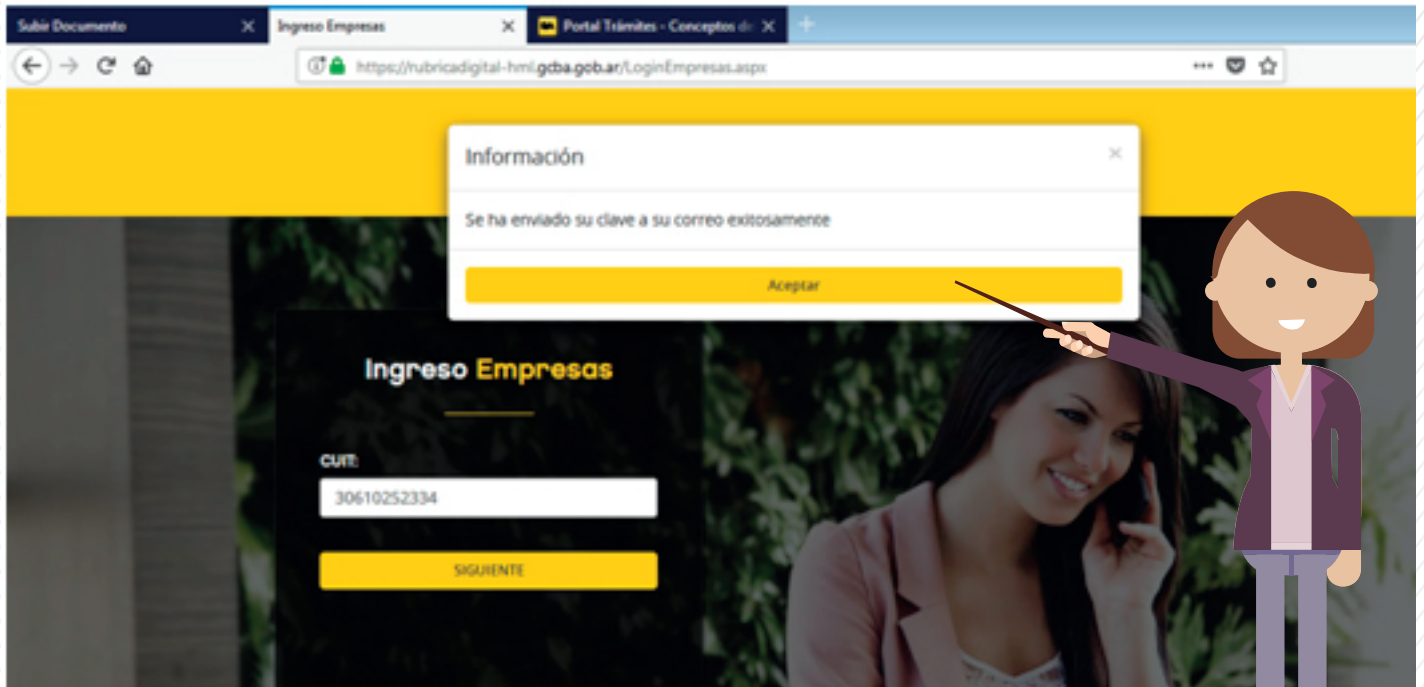 Subir Documento
Ingreso Empresas
Portal Trámites - Conceptos de
https://rubricadigital-hml.gcba.gob.ar/LoginEmpresas.aspx
Información
Se ha enviado su clave a su correo exitosamente
Aceptar
Ingreso Empresas
CUIT:
30610252334
SIGUIENTE